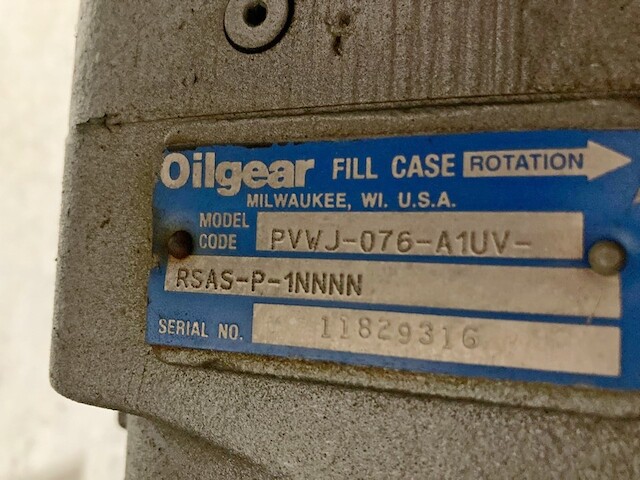 Oilgear FILL CASE ROTATION
MILWAUKEE, WI. U.S.A.
MODEL CODE PVWJ-076-A1UV-
RSAS-P-1NNNN
SERIAL NO. 11829316